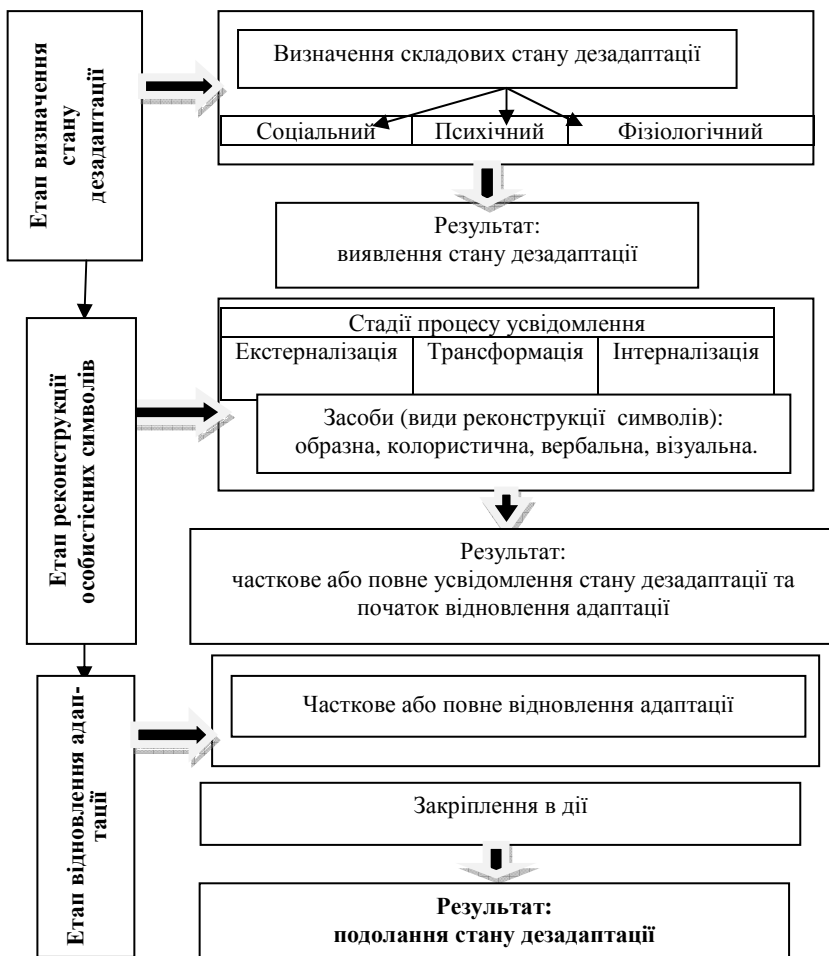 Етап визначення
стану
дезадаптації
Визначення складових стану дезадаптації
Соціальний
Психічний
Фізіологічний
Результат:
виявлення стану дезадаптації
Етап реконструкції
особистісних символів
Стадії процесу усвідомлення
Екстерналізація
Трансформація
Інтерналізація
Засоби (види реконструкції символів):
образна, колористична, вербальна, візуальна.
Результат:
часткове або повне усвідомлення стану дезадаптації та
початок відновлення адаптації
Етап відновлення адап-
тації
Часткове або повне відновлення адаптації
Закріплення в дії
Результат:
подолання стану дезадаптації